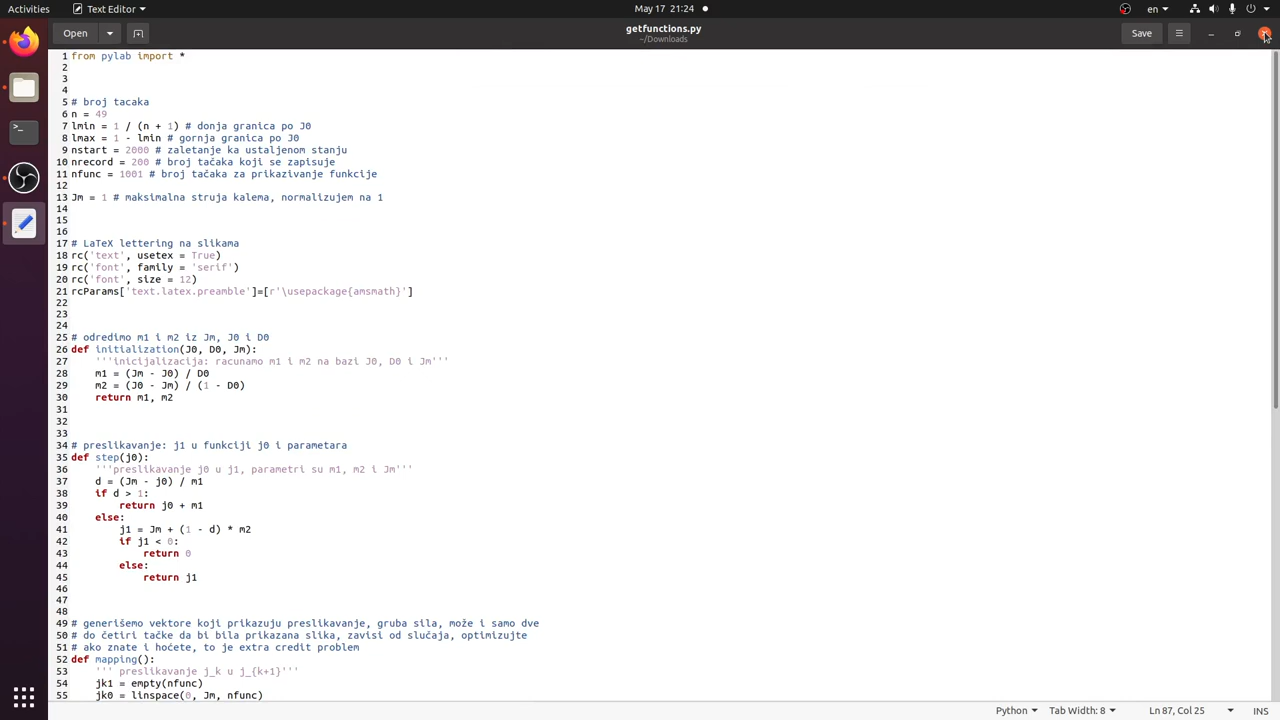 Activities
Text Editor
May 17 21:24
en
Open
getfunctions.py
~/Downloads
Save
1 from pylab import *
2
3
4
5 # broj tacaka
6 n = 49
7 lmin = 1 / (n + 1) # donja granica po J0
8 lmax = 1 - lmin # gornja granica po J0
9 nstart = 2000 # zaletanje ka ustaljenom stanju
10 nrecord = 200 # broj tačaka koji se zapisuje
11 nfunc = 1001 # broj tačaka za prikazivanje funkcije
12
13 Jm = 1 # maksimalna struja kalema, normalizujem na 1
14
15
16
17 # LaTeX lettering na slikama
18 rc('text', usetex = True)
19 rc('font', family = 'serif')
20 rc('font', size = 12)
21 rcParams['text.latex.preamble']=[r'\usepackage{amsmath}']
22
23
24
25 # odredimo m1 i m2 iz Jm, J0 i D0
26 def initialization(J0, D0, Jm):
27     '''inicijalizacija: racunamo m1 i m2 na bazi J0, D0 i Jm'''
28     m1 = (Jm - J0) / D0
29     m2 = (J0 - Jm) / (1 - D0)
30     return m1, m2
31
32
33
34 # preslikavanje: j1 u funkciji j0 i parametara
35 def step(j0):
36     '''preslikavanje j0 u j1, parametri su m1, m2 i Jm'''
37     d = (Jm - j0) / m1
38     if d > 1:
39         return j0 + m1
40     else:
41         j1 = Jm + (1 - d) * m2
42         if j1 < 0:
43             return 0
44         else:
45             return j1
46
47
48
49 # generišemo vektore koji prikazuju preslikavanje, gruba sila, može i samo dve
50 # do četiri tačke da bi bila prikazana slika, zavisi od slučaja, optimizujte
51 # ako znate i hoćete, to je extra credit problem
52 def mapping():
53     ''' preslikavanje j_k u j_{k+1}'''
54     jk1 = empty(nfunc)
55     jk0 = linspace(0, Jm, nfunc)
Python
Tab Width: 8
Ln 87, Col 25
INS